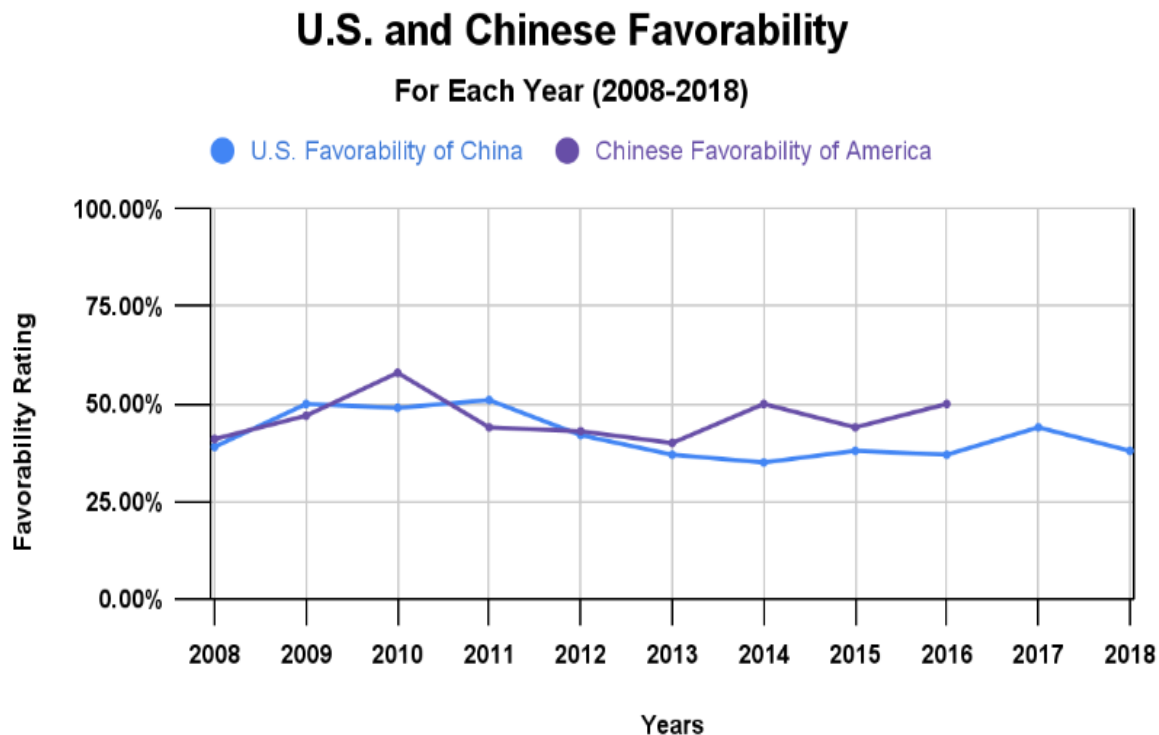 U.S. and Chinese Favorability
For Each Year (2008-2018)
U.S. Favorability of China Chinese Favorability of America
100.00%
75.00%
50.00%
25.00%
0.00%
Favorability Rating
2008 2009 2010 2011 2012 2013 2014 2015 2016 2017 2018
Years